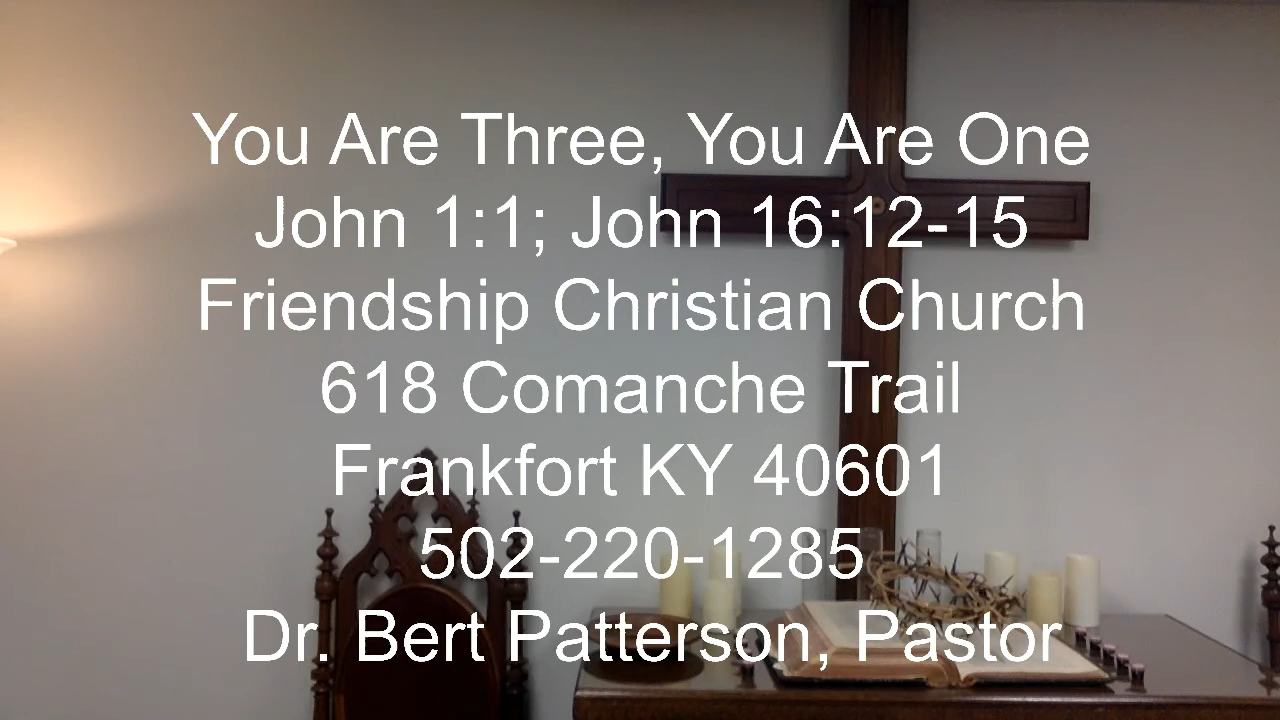 You Are Three, You Are One
John 1:1; John 16:12-15
Friendship Christian Church
618 Comanche Trail
Frankfort KY 40601
502-220-1285
Dr. Bert Patterson, Pastor